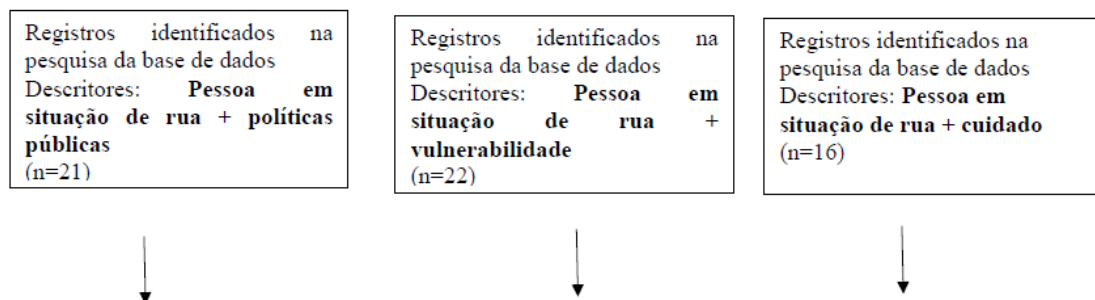 Registros identificados na
pesquisa da base de dados
Descritores: Pessoa em
situação de rua + políticas
públicas
(n=21)
Registros identificados na
pesquisa da base de dados
Descritores: Pessoa em
situação de rua +
vulnerabilidade
(n=22)
Registros identificados na
pesquisa da base de dados
Descritores: Pessoa em
situação de rua + cuidado
(n=16)